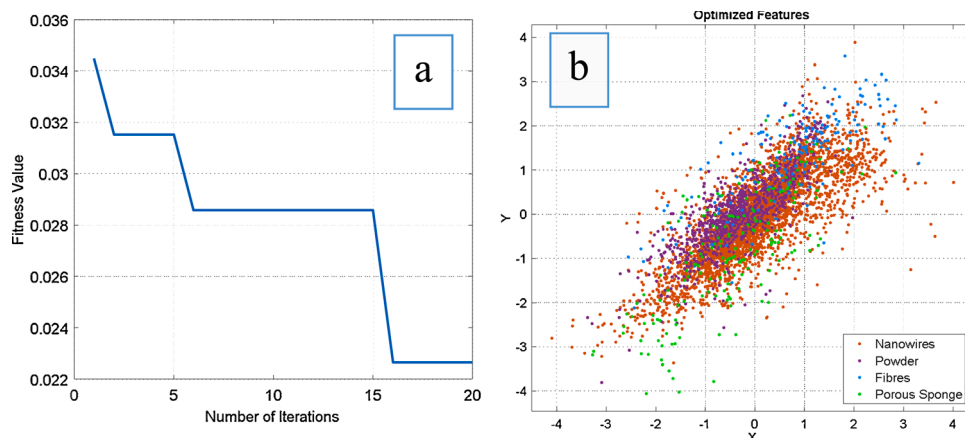 0.036
0.034
0.032
0.03
0.028
0.026
0.024
0.022
Fitness Value
0 5 10 15 20
Number of Iterations
a
Optimized Features
b
4
3
2
1
0
-1
-2
-3
-4
Y
-4 -3 -2 -1 0 1 2 3 4
X
Nanowires
Powder
Fibres
Porous Sponge